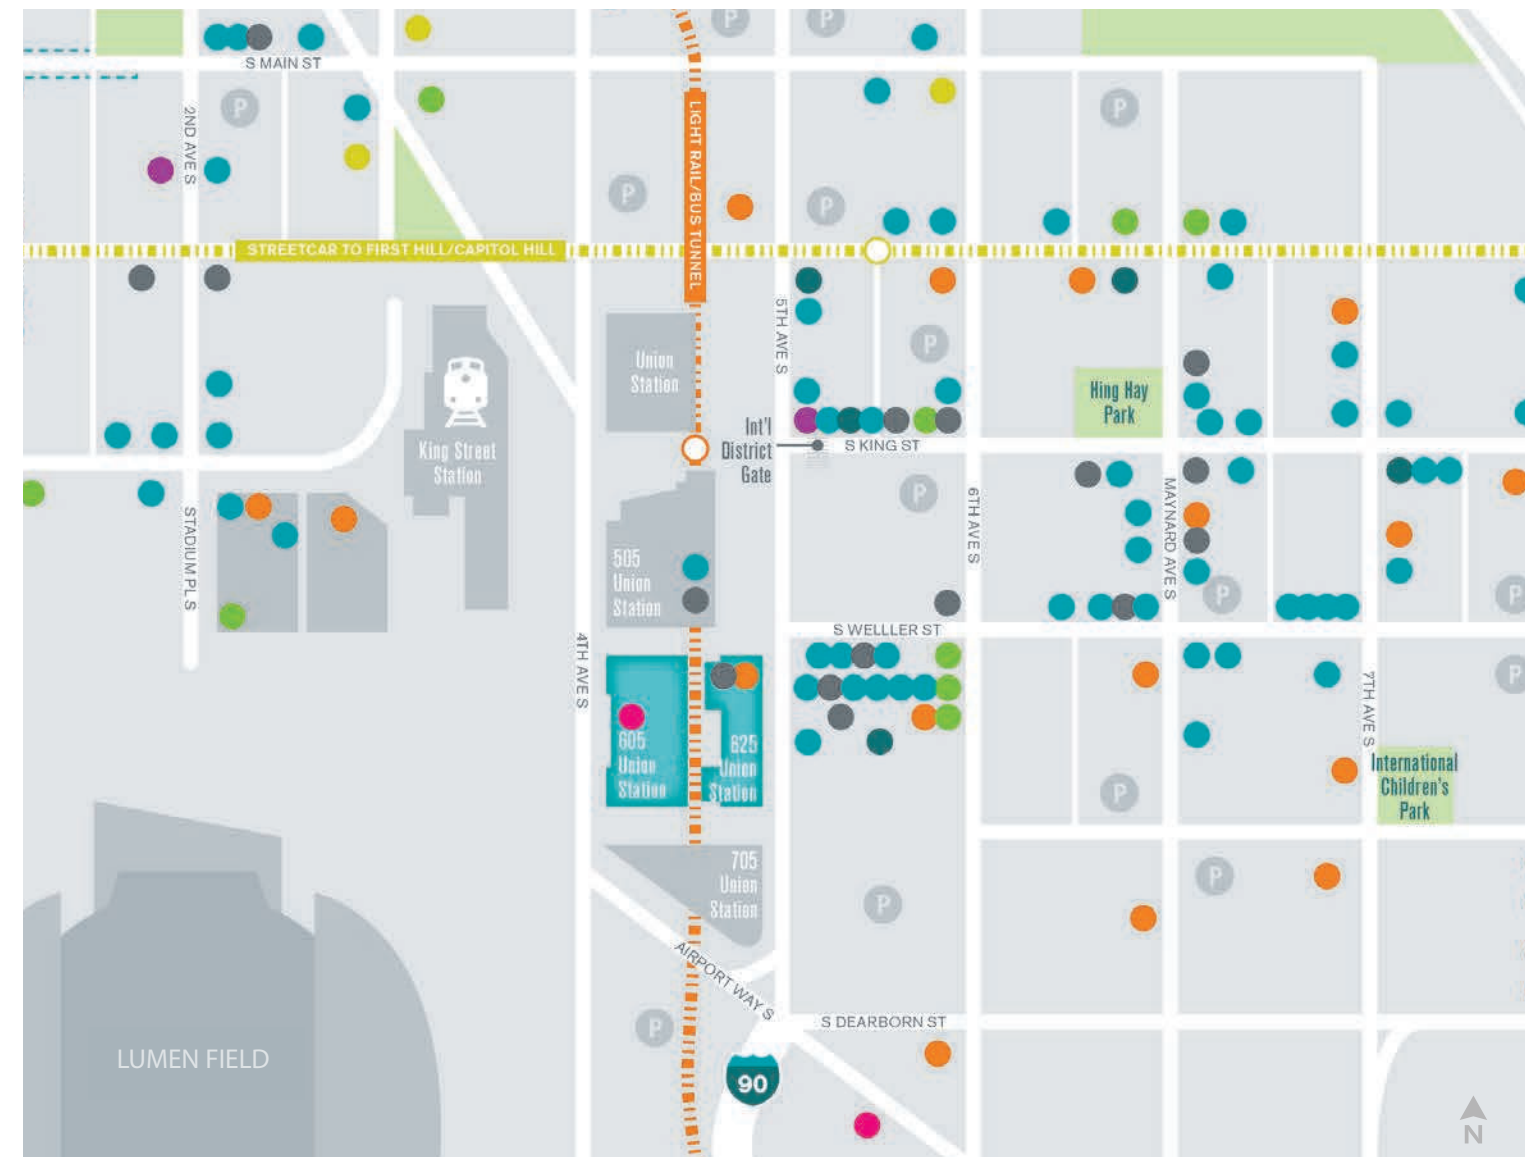 P
P
S MAIN ST
P
P
2ND AVE S
LIGHT RAIL/BUS TUNNEL
P
P
STREETCAR TO FIRST HILL/CAPITOL HILL
5TH AVE S
P
Union
Station
Hing Hay
Park
King Street
Station
Int'l
District
Gate
S KING ST
P
6TH AVE S
MAYNARD AVE S
STADIUM PL S
505
Union
Station
P
P
S WELLLER ST
4TH AVE S
7TH AVE S
P
605
Union
Station
625
Union
Station
P
International
Children's
Park
705
Union
Station
P
P
AIRPORT WAY S
P
S DEARBORN ST
LUMEN FIELD
90
N